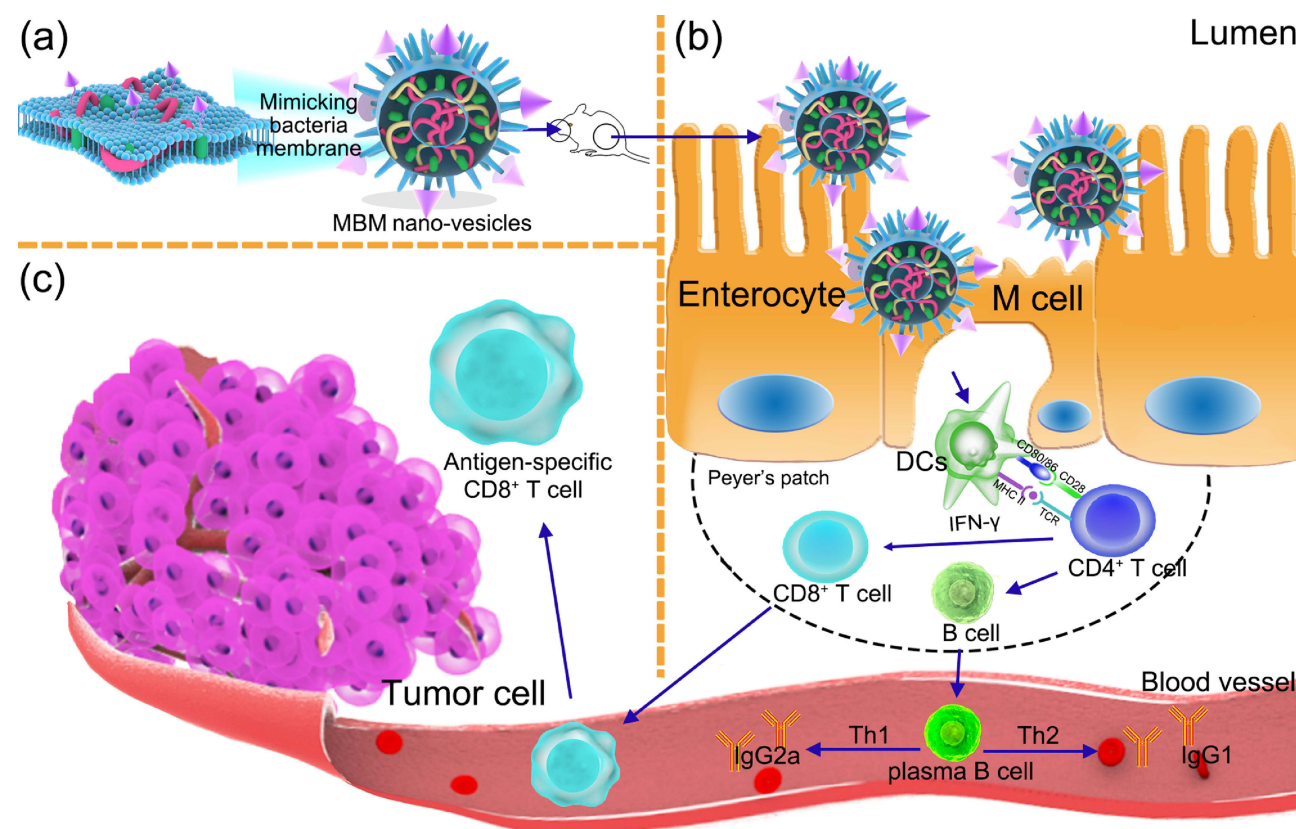 (a)
Mimicking
bacteria
membrane
MBM nano-vesicles
(b)
Lumen
Enterocyte
M cell
DCs
CD80/86
CD28
MHC II
TCR
Peyer's patch
IFN-γ
CD4⁺ T cell
CD8⁺ T cell
B cell
(c)
Antigen-specific
CD8⁺ T cell
Tumor cell
Blood vessel
IgG2a
Th1
Th2
IgG1
plasma B cell